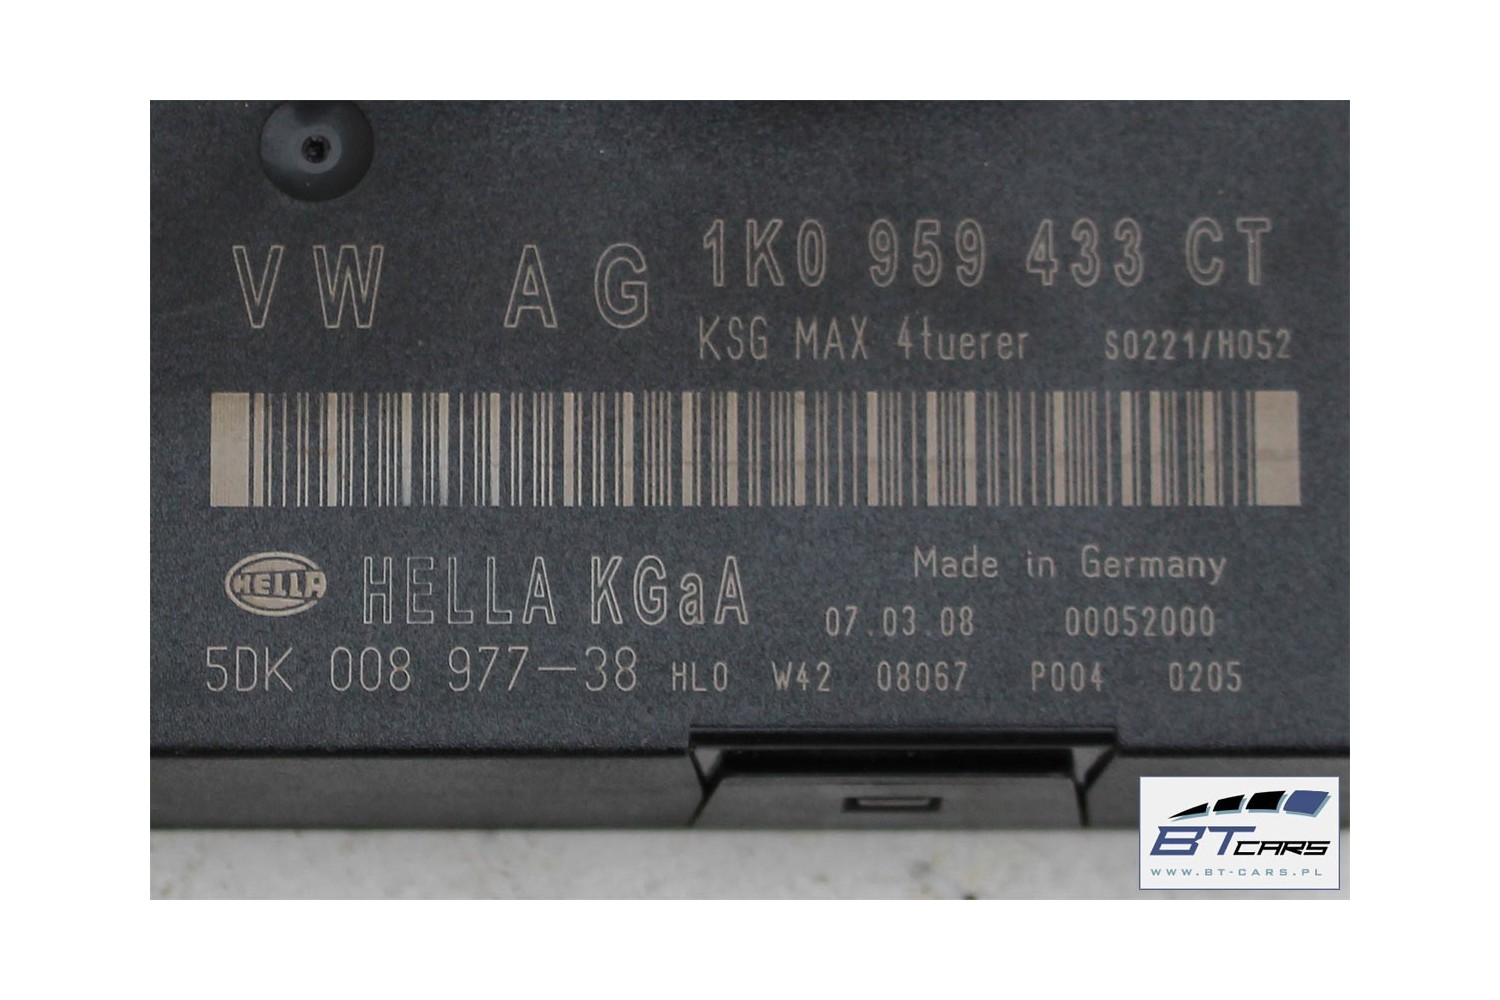 VW AG 1K0 959 433 CT
KSG MAX 4tuerer S0221/H052
HELLA HELLA KGaA Made in Germany
07.03.08 00052000
5DK 008 977-38 HLO W42 08067 P004 0205
BT CARS
WWW.BT-CARS.PL